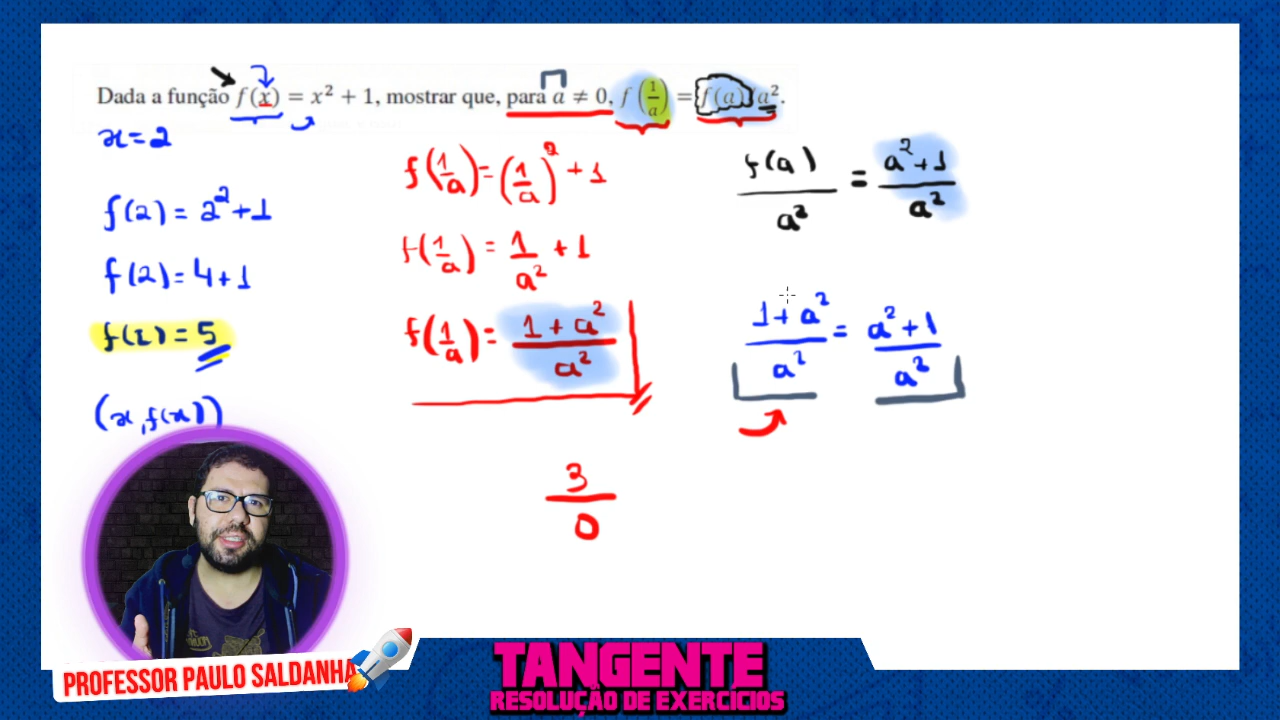 Dada a função f(x) = x² + 1, mostrar que, para a ≠ 0, f(1/a) = f(a)/a².
x = 2
f(2) = 2² + 1
f(2) = 4 + 1
f(2) = 5
(x, f(x))
f(1/a) = (1/a)² + 1
f(1/a) = 1/a² + 1
f(1/a) = (1 + a²)/a²
3/0
f(a)/a² = (a² + 1)/a²
(1 + a²)/a² = (a² + 1)/a²
PROFESSOR PAULO SALDANHA
TANGENTE
RESOLUÇÃO DE EXERCÍCIOS